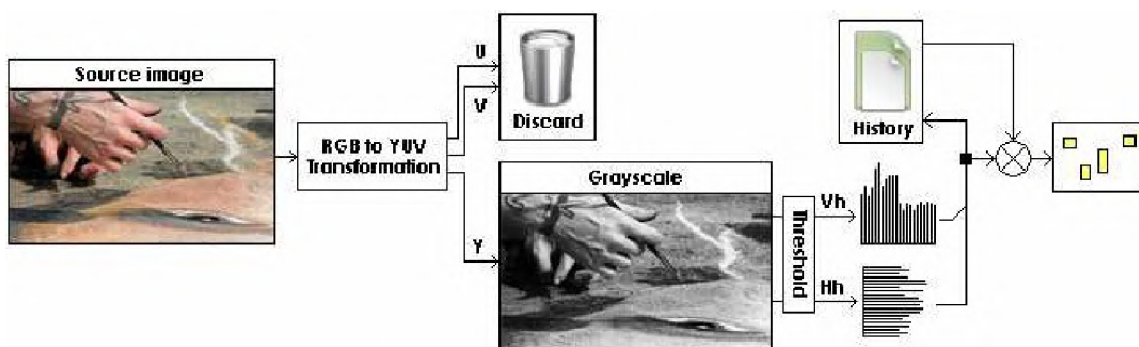 Source image
RGB to YUV
Transformation
U
V
Discard
Y
Grayscale
Threshold
Vh
Hh
History